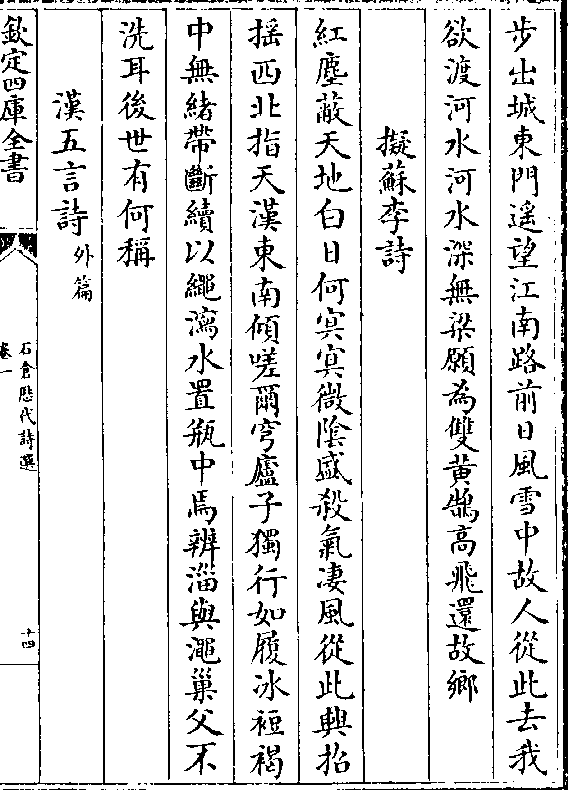 步出城東門遥望江南路前日風雪中故人從此去我
欲渡河水河水深無梁願為雙黄鵠高飛還故鄉
擬蘇李詩
紅塵蔽天地白日何冥冥微陰盛殺氣凄風從此興招
揺西北指天漢東南傾嗟爾穹廬子獨行如履冰裋褐
中無緒帶斷續以繩瀉水置瓶中焉辨淄與澠巢父不
洗耳後世有何稱
漢五言詩外篇
欽定四庫全書
石倉歴代詩選
卷一
十四